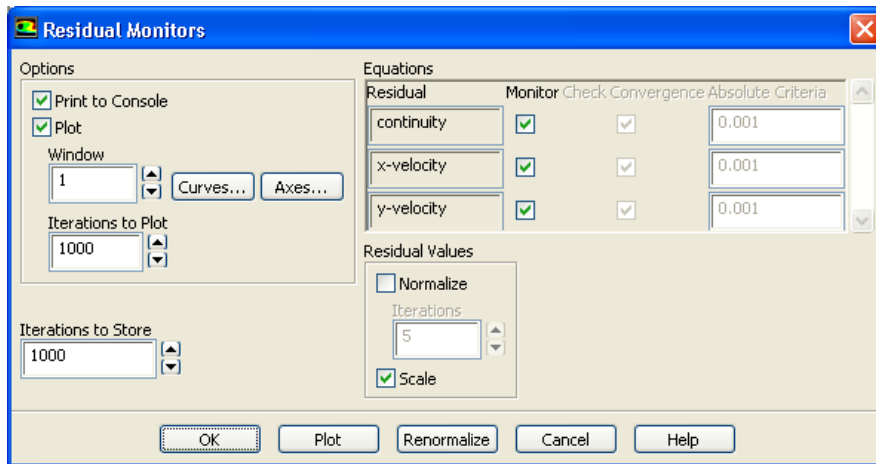 Residual Monitors
Options
Print to Console
Plot
Window
1
Curves...
Axes...
Iterations to Plot
1000
Iterations to Store
1000
Equations
Residual Monitor Check Convergence Absolute Criteria
continuity 0.001
x-velocity 0.001
y-velocity 0.001
Residual Values
Normalize
Iterations
5
Scale
OK Plot Renormalize Cancel Help